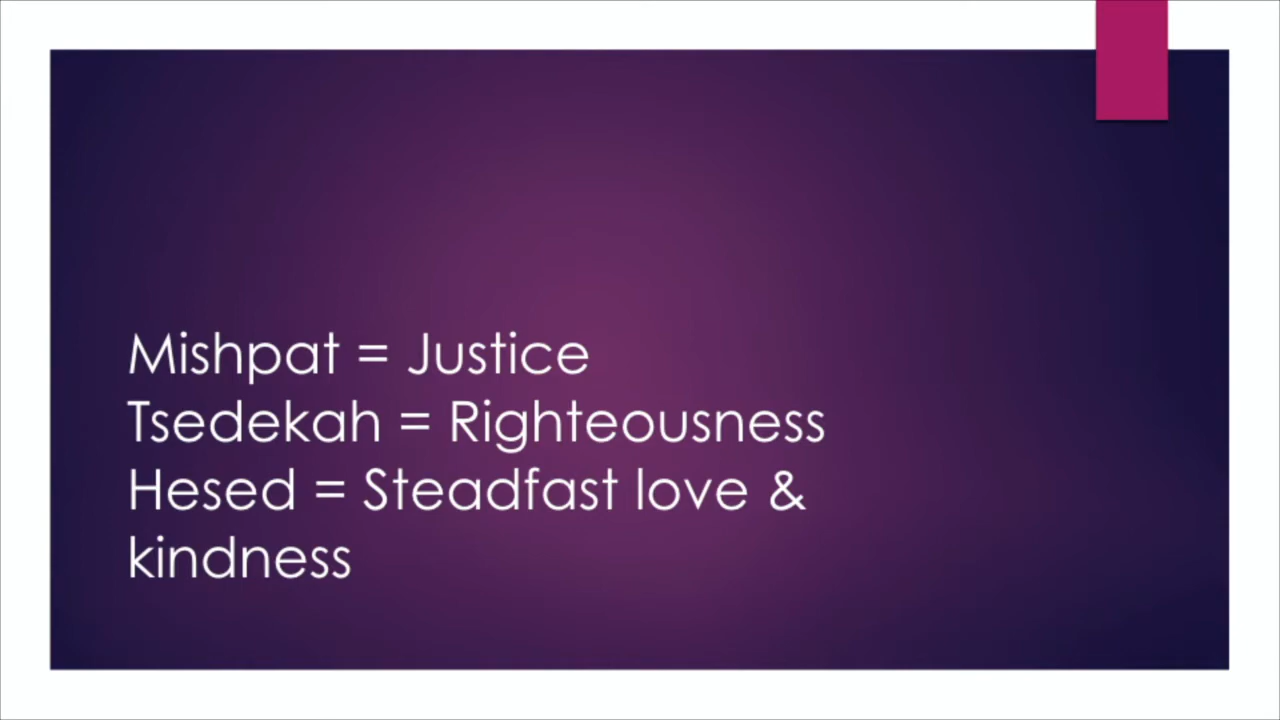 Mishpat = Justice
Tsedekah = Righteousness
Hesed = Steadfast love &
kindness